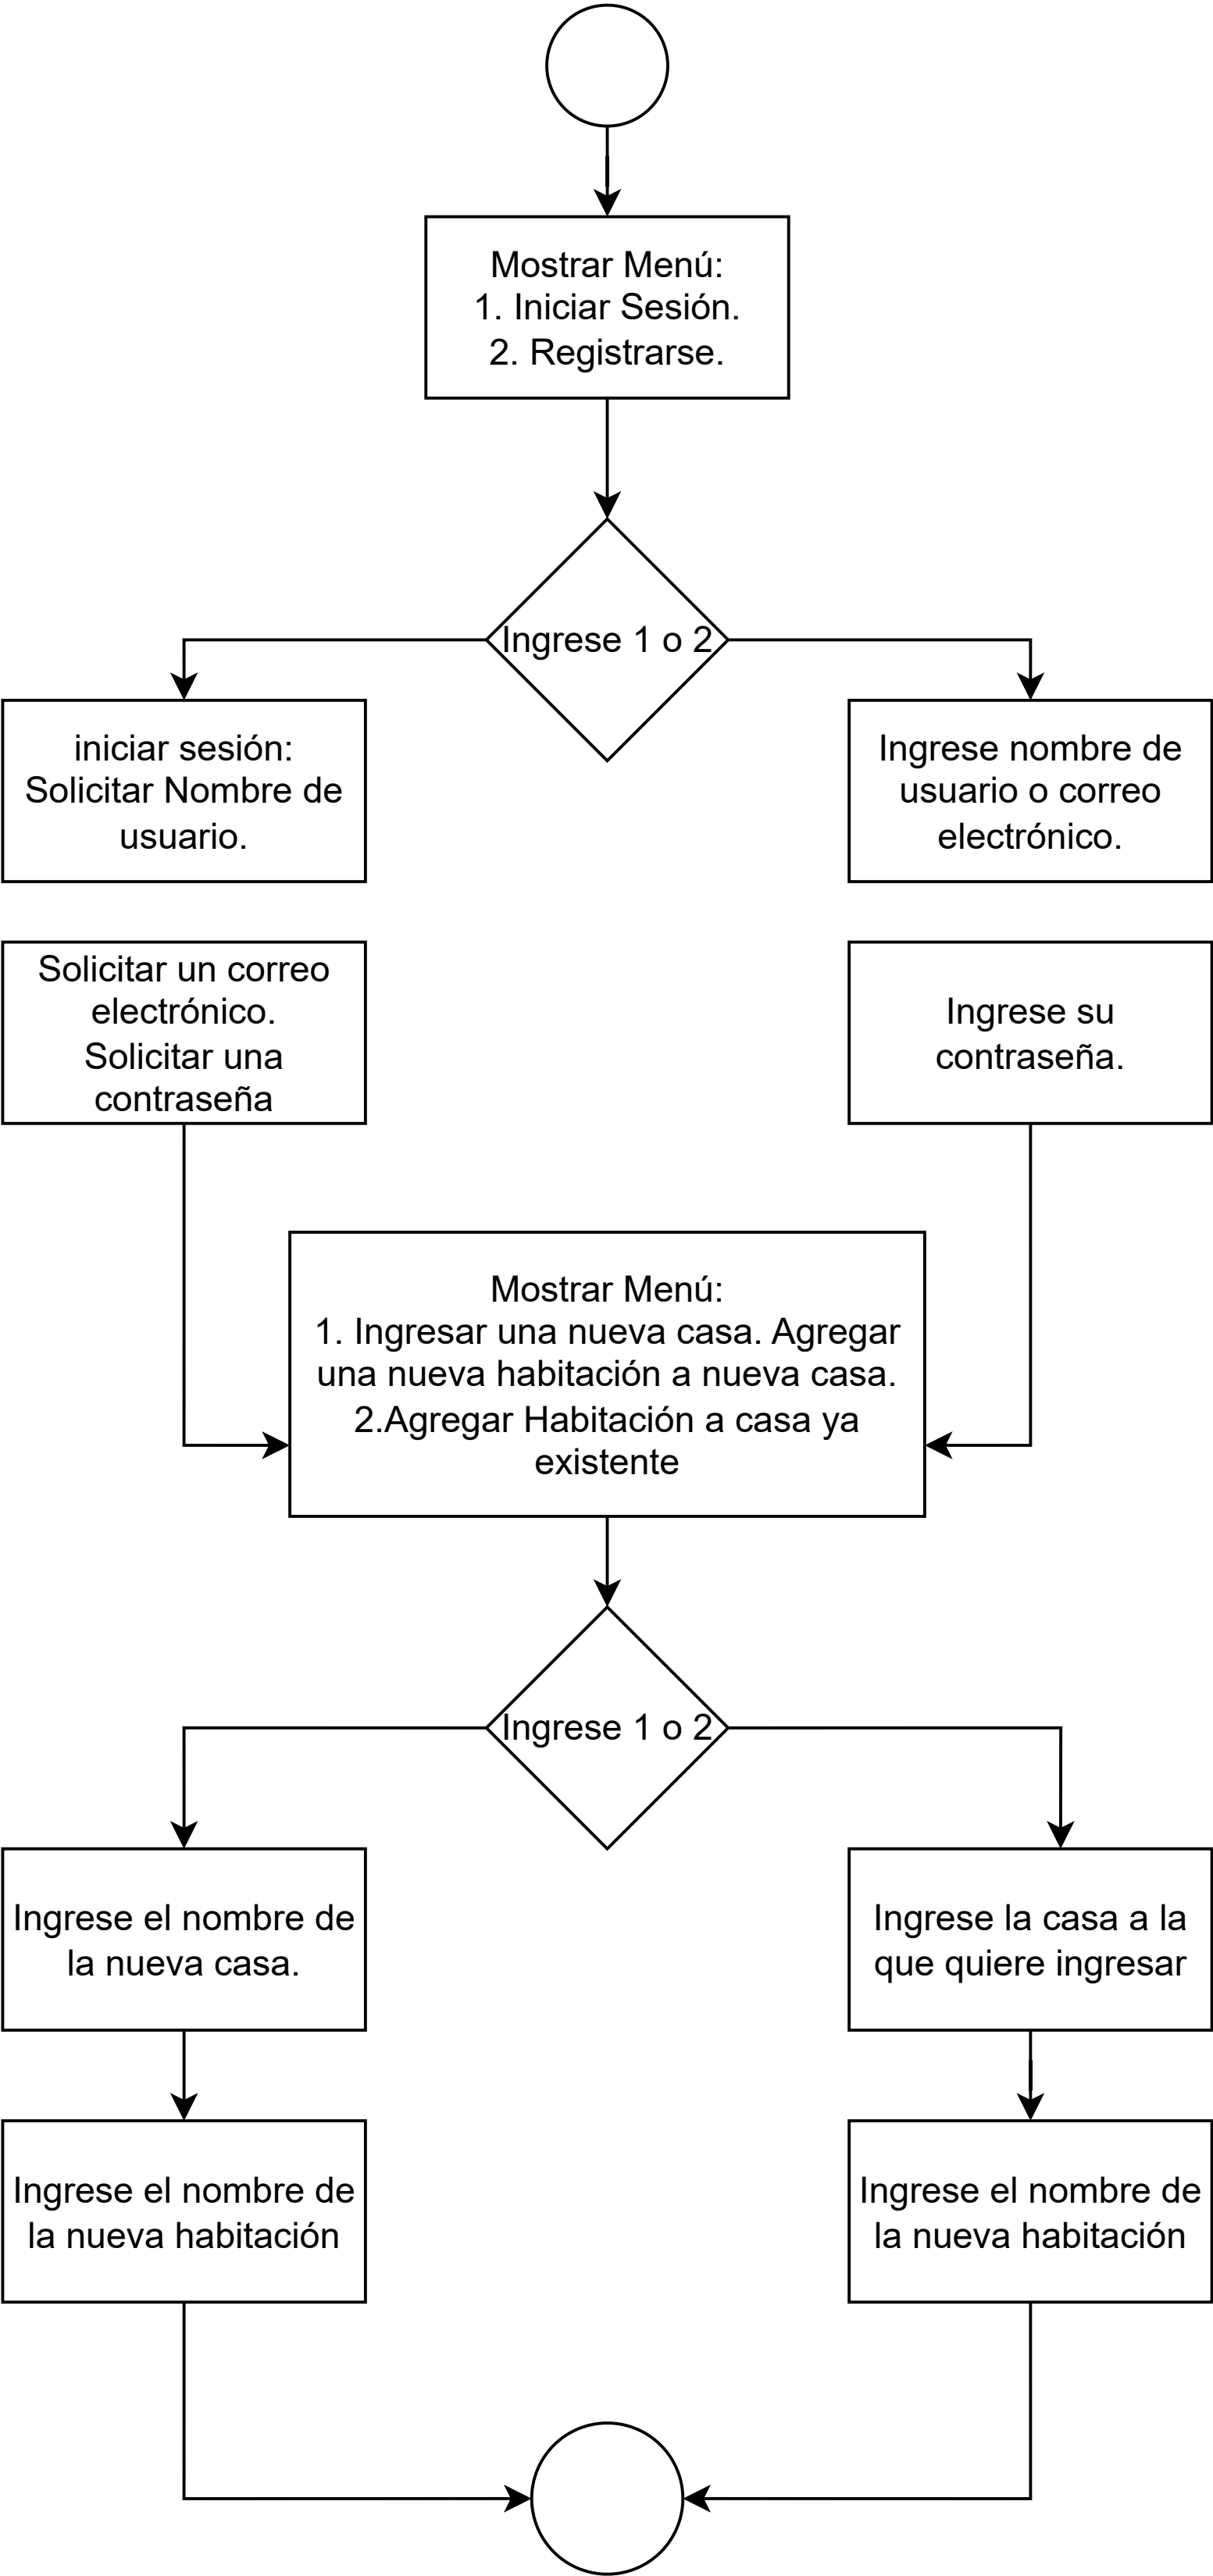 Mostrar Menú:
1. Iniciar Sesión.
2. Registrarse.
Ingrese 1 o 2
iniciar sesión:
Solicitar Nombre de
usuario.
Ingrese nombre de
usuario o correo
electrónico.
Solicitar un correo
electrónico.
Solicitar una
contraseña
Ingrese su
contraseña.
Mostrar Menú:
1. Ingresar una nueva casa. Agregar
una nueva habitación a nueva casa.
2.Agregar Habitación a casa ya
existente
Ingrese 1 o 2
Ingrese el nombre de
la nueva casa.
Ingrese la casa a la
que quiere ingresar
Ingrese el nombre de
la nueva habitación
Ingrese el nombre de
la nueva habitación